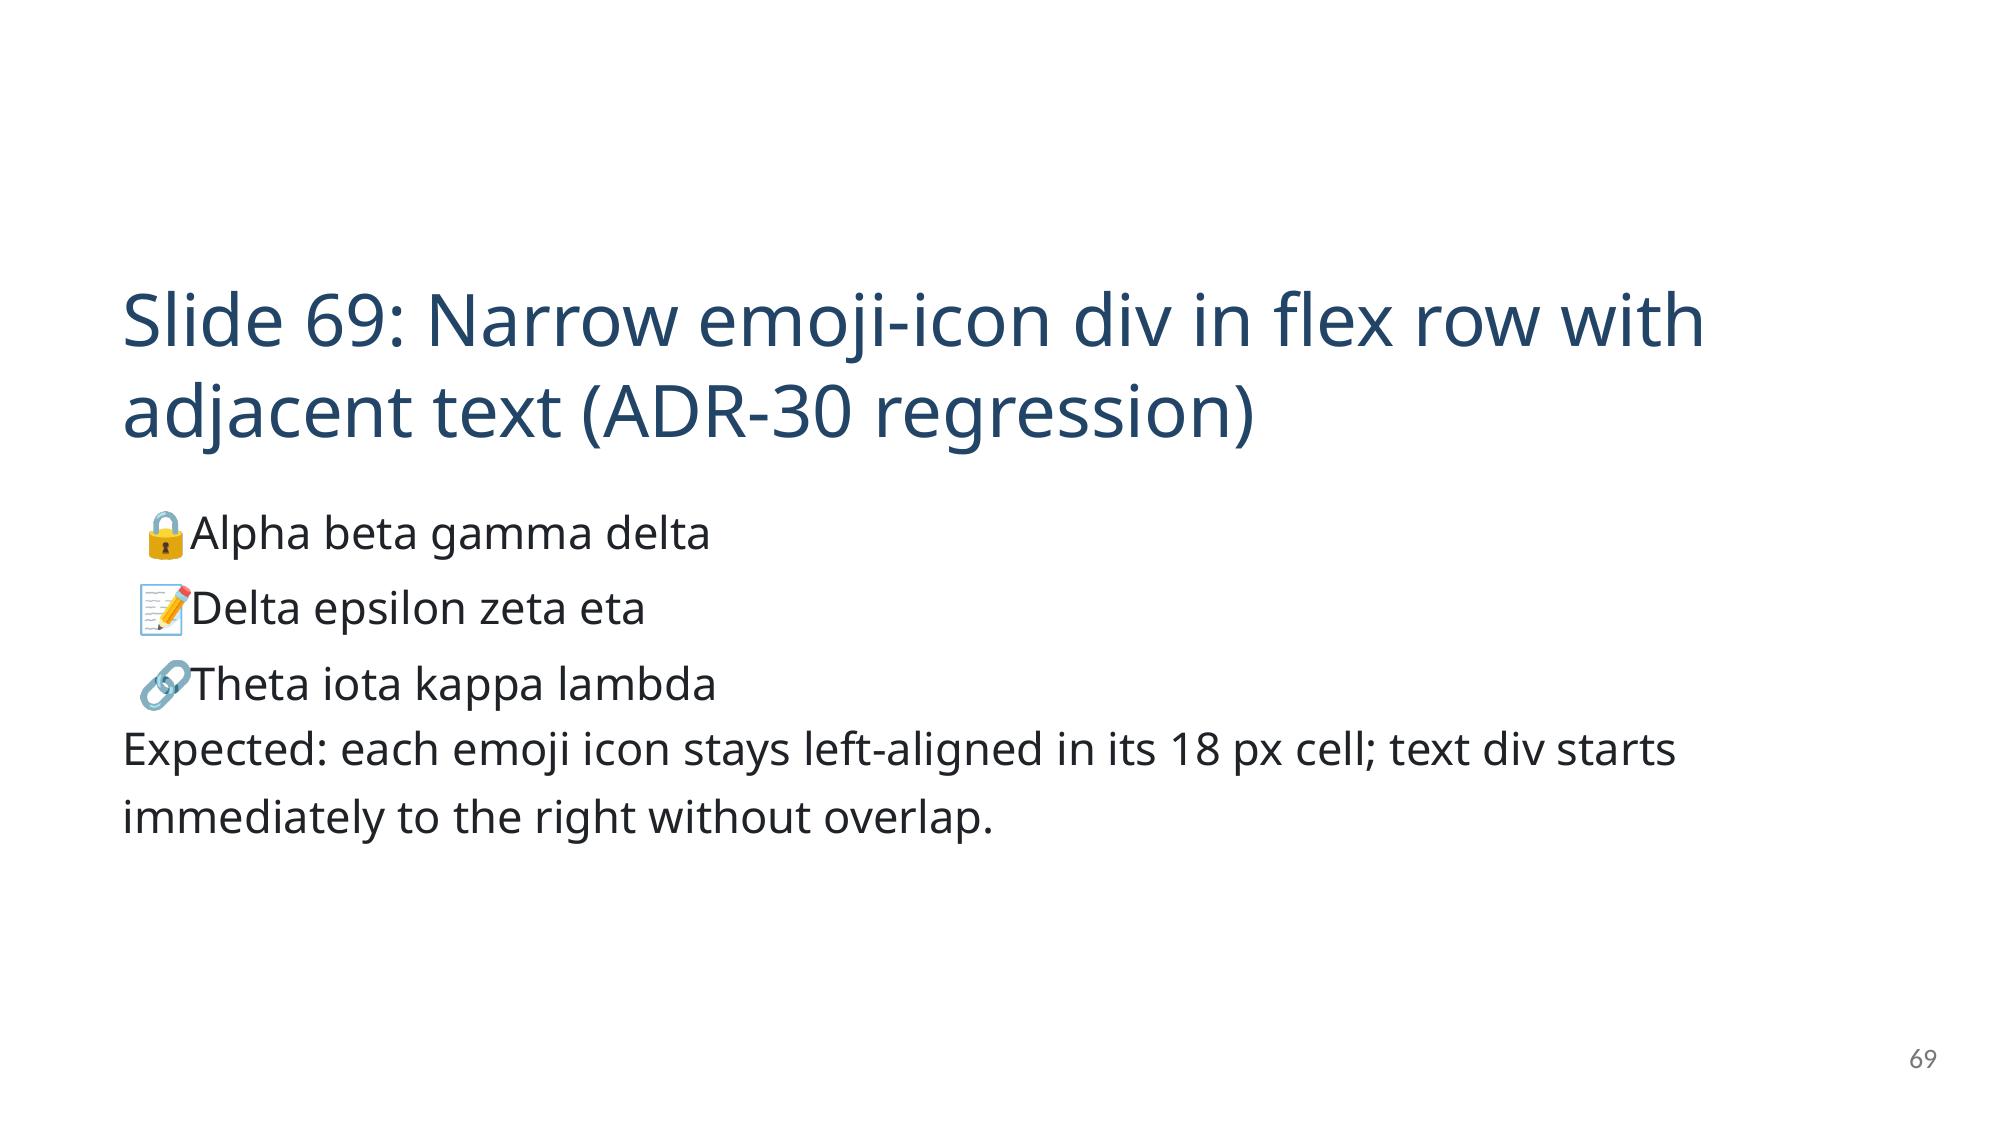 Slide 69: Narrow emoji-icon div in flex row with
adjacent text (ADR-30 regression)
🔒Alpha beta gamma delta
📝Delta epsilon zeta eta
🔗Theta iota kappa lambda
Expected: each emoji icon stays left-aligned in its 18 px cell; text div starts
immediately to the right without overlap.
69